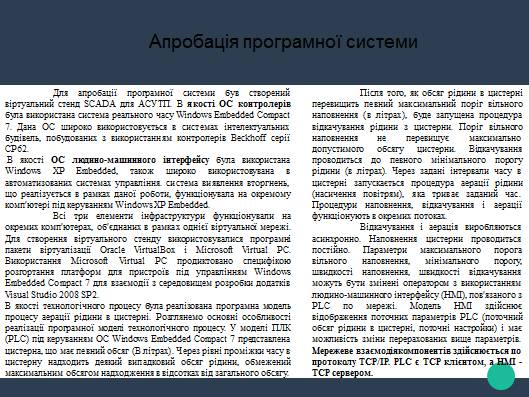 Апробація програмної системи
Для апробації програмної системи був створений
віртуальний стенд SCADA для АСУТП. В якості ОС контролерів
була використана система реального часу Windows Embedded Compact
7. Дана ОС широко використовується в системах інтелектуальних
будівель, побудованих з використанням контролерів Beckhoff серії
CP62.
В якості ОС людино-машинного інтерфейсу була використана
Windows XP Embedded, також широко використовувана в
автоматизованих системах управління. система виявлення вторгнень,
що реалізується в рамках даної роботи, функціонувала на окремому
комп'ютері під керуванням Windows XP Embedded.
Всі три елементи інфраструктури функціонували на
окремих комп'ютерах, об'єднаних в рамках однієї віртуальної мережі.
Для створення віртуального стенду використовувалися програмні
пакети віртуалізації Oracle VirtualBox і Microsoft Virtual PC.
Використання Microsoft Virtual PC продиктовано специфікою
розгортання платформ для пристроїв під управлінням Windows
Embedded Compact 7 для взаємодії з середовищем розробки додатків
Visual Studio 2008 SP2.
В якості технологічного процесу була реалізована програмна модель
процесу аерації рідини в цистерні. Розглянемо основні особливості
реалізації програмної моделі технологічного процесу. У моделі ПЛК
(PLC) під керуванням ОС Windows Embedded Compact 7 представлена
цистерна, що має певний обсяг (В літрах). Через рівні проміжки часу в
цистерну надходить деякий випадковий обсяг рідини, обмежений
максимальним обсягом надходження в відсотках від загального обсягу.
Після того, як обсяг рідини в цистерні
перевищить певний максимальний поріг вільного
наповнення (в літрах), буде запущена процедура
відкачування рідини з цистерни. Поріг вільного
наповнення не перевищує максимально
допустимого обсягу цистерни. Відкачування
проводиться до певного мінімального порогу
рідини (в літрах). Через задані інтервали часу в
цистерні запускається процедура аерації рідини
(насичення повітрям), яка триває заданий час.
Процедури наповнення, відкачування і аерації
функціонують в окремих потоках.
Відкачування і аерація виробляються
асинхронно. Наповнення цистерни проводиться
постійно. Параметри максимального порога
вільного наповнення, мінімального порогу,
швидкості наповнення, швидкості відкачування
можуть бути змінені оператором з використанням
людино-машинного інтерфейсу (HMI), пов'язаного з
PLC по мережі. Модель HMI здійснює
відображення поточних параметрів PLC (поточний
обсяг рідини в цистерні, поточні настройки) і має
можливість зміни перерахованих вище параметрів.
Мережеве взаємодіякомпонентів здійснюється по
протоколу TCP/IP. PLC є TCP клієнтом, а HMI -
TCP сервером.